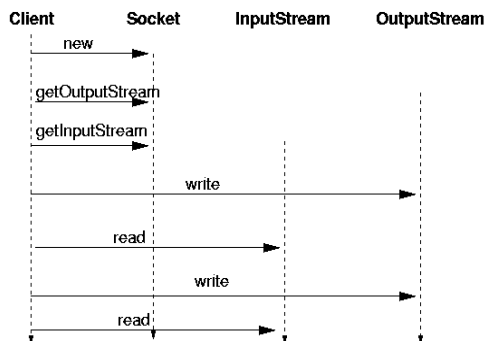 Client Socket InputStream OutputStream
new
getOutputStream
getInputStream
write
read
write
read